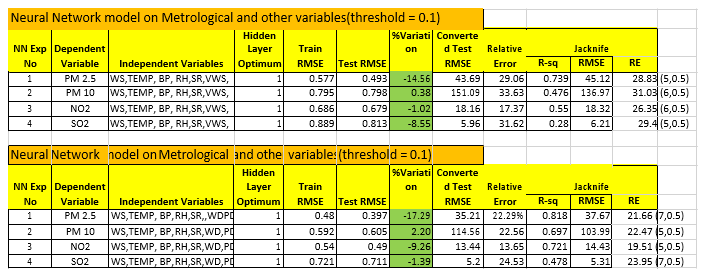 Neural Network model on Metrological and other variables(threshold = 0.1)
NN Exp No Dependent Variable Independent Variables Hidden Layer Optimum Train RMSE Test RMSE %Variati on Converte d Test RMSE Relative Error Jacknife R-sq RMSE RE
1 PM 2.5 WS,TEMP, BP, RH,SR,VWS, 1 0.577 0.493 -14.56 43.69 29.06 0.739 45.12 28.83 (5,0.5)
2 PM 10 WS,TEMP, BP, RH,SR,VWS, 1 0.795 0.798 0.38 151.09 33.63 0.476 136.97 31.03 (6,0.5)
3 NO2 WS,TEMP, BP, RH,SR,VWS, 1 0.686 0.679 -1.02 18.16 17.37 0.55 18.32 26.35 (6,0.5)
4 SO2 WS,TEMP, BP, RH,SR,VWS, 1 0.889 0.813 -8.55 5.96 31.62 0.28 6.21 29.4 (5,0.5)
Neural Network model on Metrological and other variables(threshold = 0.1)
NN Exp No Dependent Variable Independent Variables Hidden Layer Optimum Train RMSE Test RMSE %Variati on Converte d Test RMSE Relative Error Jacknife R-sq RMSE RE
1 PM 2.5 WS,TEMP, BP,RH,SR,,WDPD 1 0.48 0.397 -17.29 35.21 22.29% 0.818 37.67 21.66 (7,0.5)
2 PM 10 WS,TEMP, BP,RH,SR,WD,PD 1 0.592 0.605 2.20 114.56 22.56 0.697 103.99 22.47 (5,0.5)
3 NO2 WS,TEMP, BP,RH,SR,WD,PD 1 0.54 0.49 -9.26 13.44 13.65 0.721 14.43 19.51 (5,0.5)
4 SO2 WS,TEMP, BP,RH,SR,WD,PD 1 0.721 0.711 -1.39 5.2 24.53 0.478 5.31 23.95 (7,0.5)